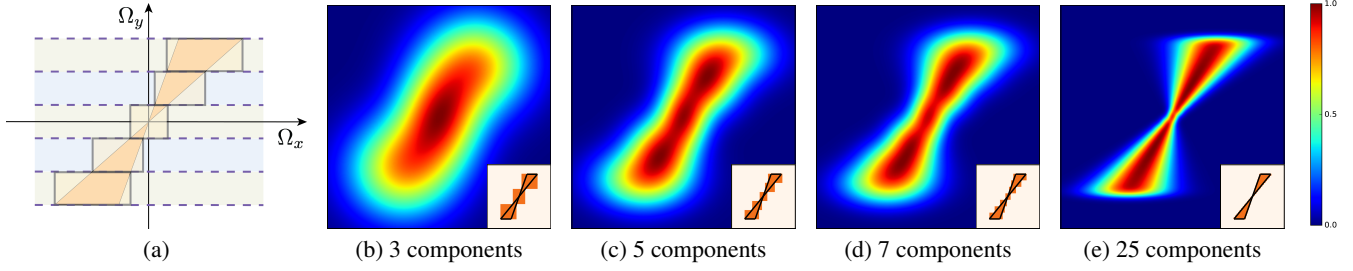 Ω_y
Ω_x
1.0
0.5
0.0
(a)
(b) 3 components
(c) 5 components
(d) 7 components
(e) 25 components